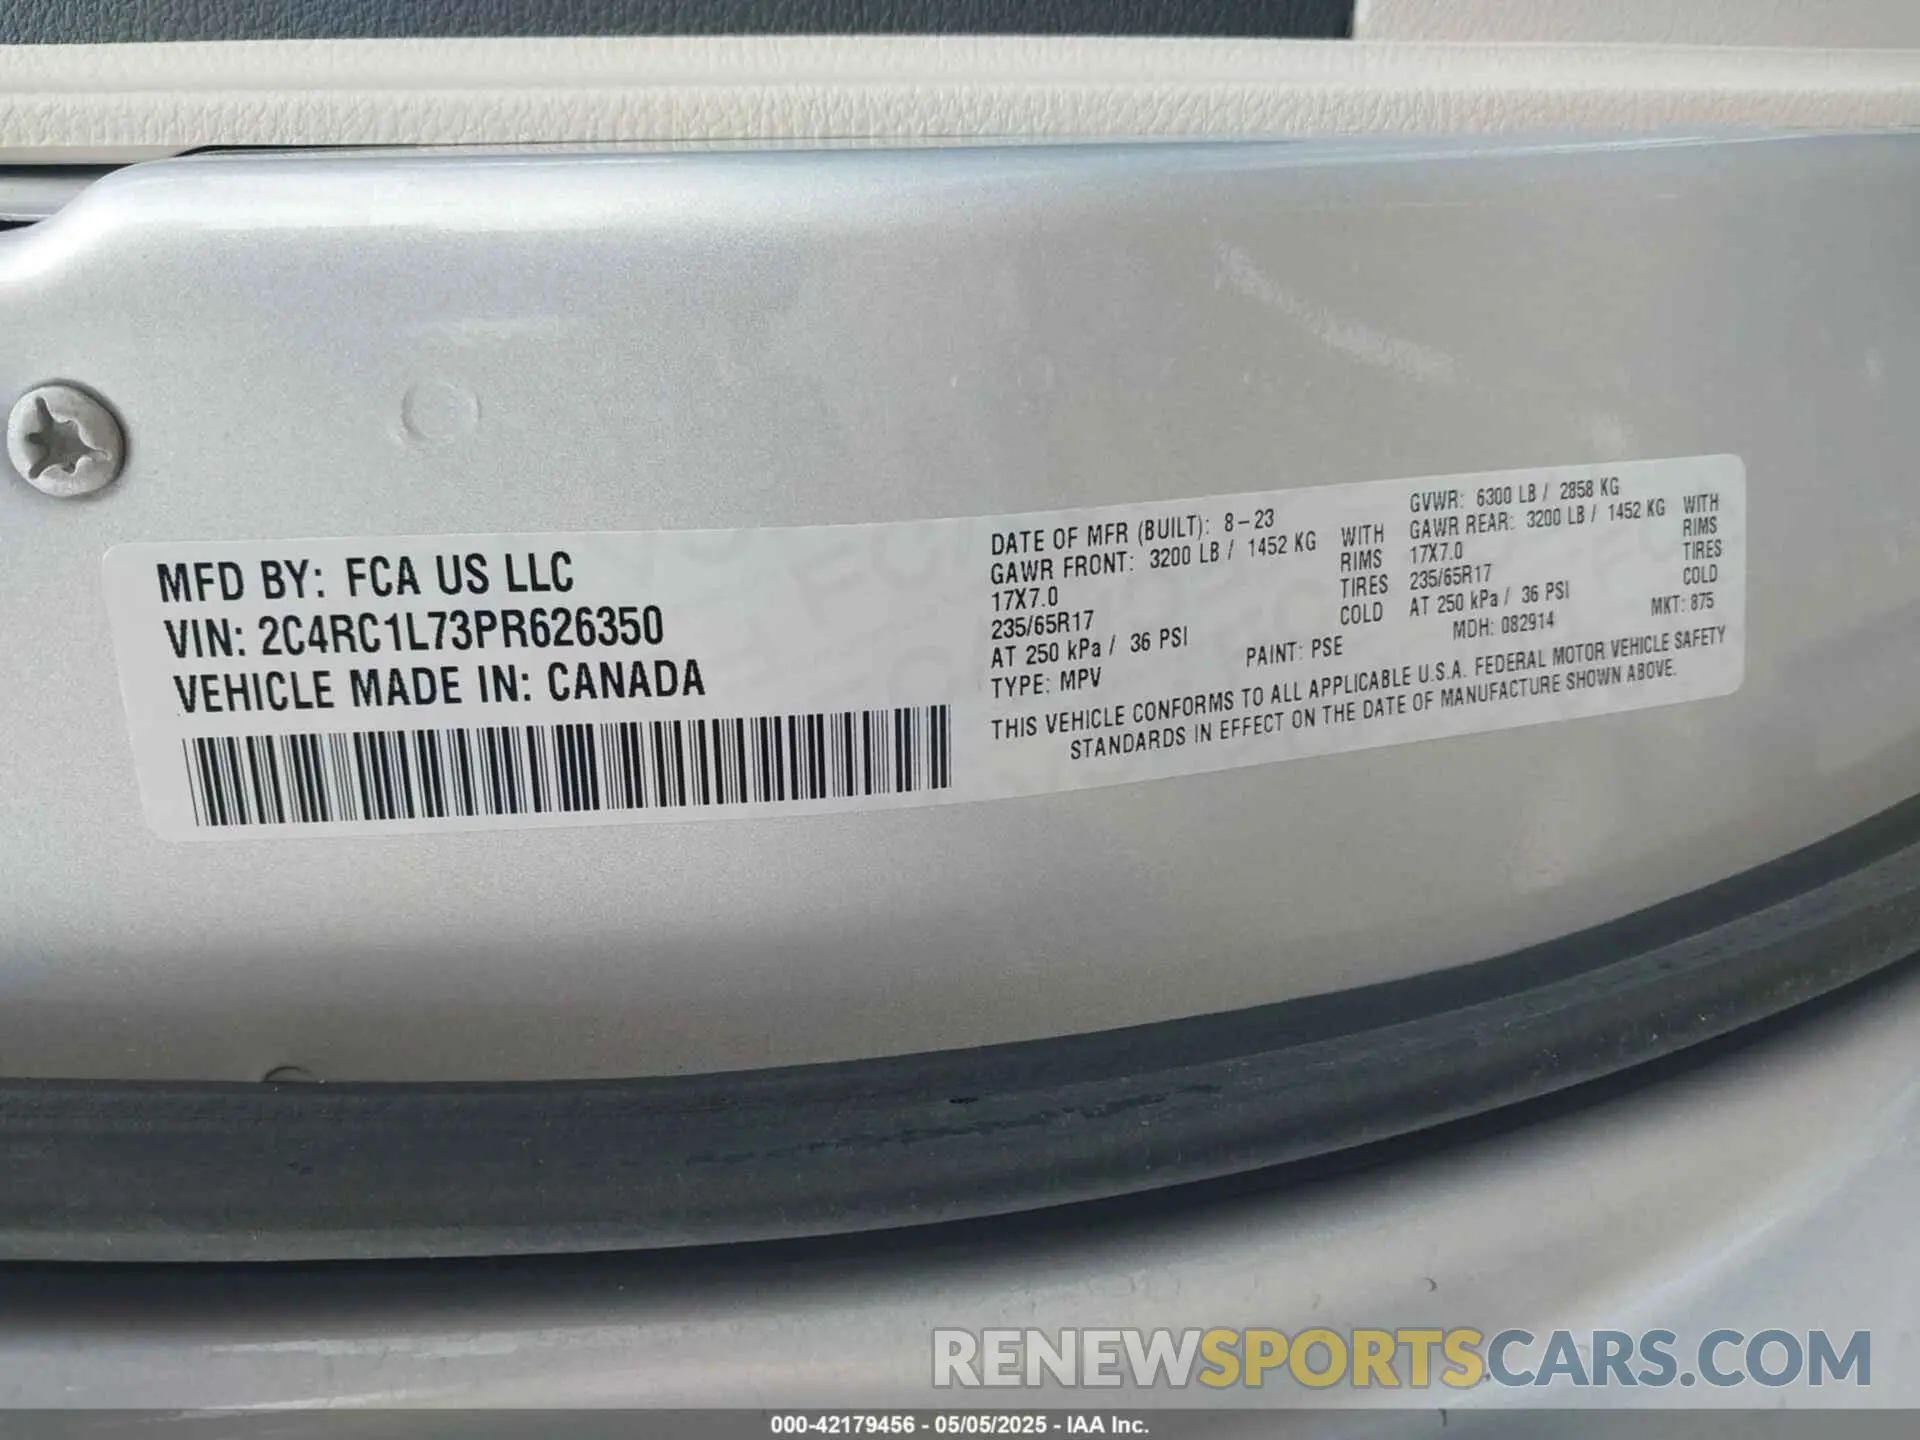 MFD BY: FCA US LLC
VIN: 2C4RC1L73PR626350
VEHICLE MADE IN: CANADA
DATE OF MFR (BUILT): 8-23
GVWR: 6300 LB / 2858 KG
GAWR FRONT: 3200 LB / 1452 KG WITH
17X7.0 RIMS
235/65R17 TIRES
AT 250 kPa / 36 PSI COLD
GAWR REAR: 3200 LB / 1452 KG WITH
17X7.0 RIMS
235/65R17 TIRES
AT 250 kPa / 36 PSI COLD
TYPE: MPV PAINT: PSE MDH: 082914 MKT: 875
THIS VEHICLE CONFORMS TO ALL APPLICABLE U.S.A. FEDERAL MOTOR VEHICLE SAFETY
STANDARDS IN EFFECT ON THE DATE OF MANUFACTURE SHOWN ABOVE.
RENEWSPORTSCARS.COM
000-42179456 - 05/05/2025 - IAA Inc.